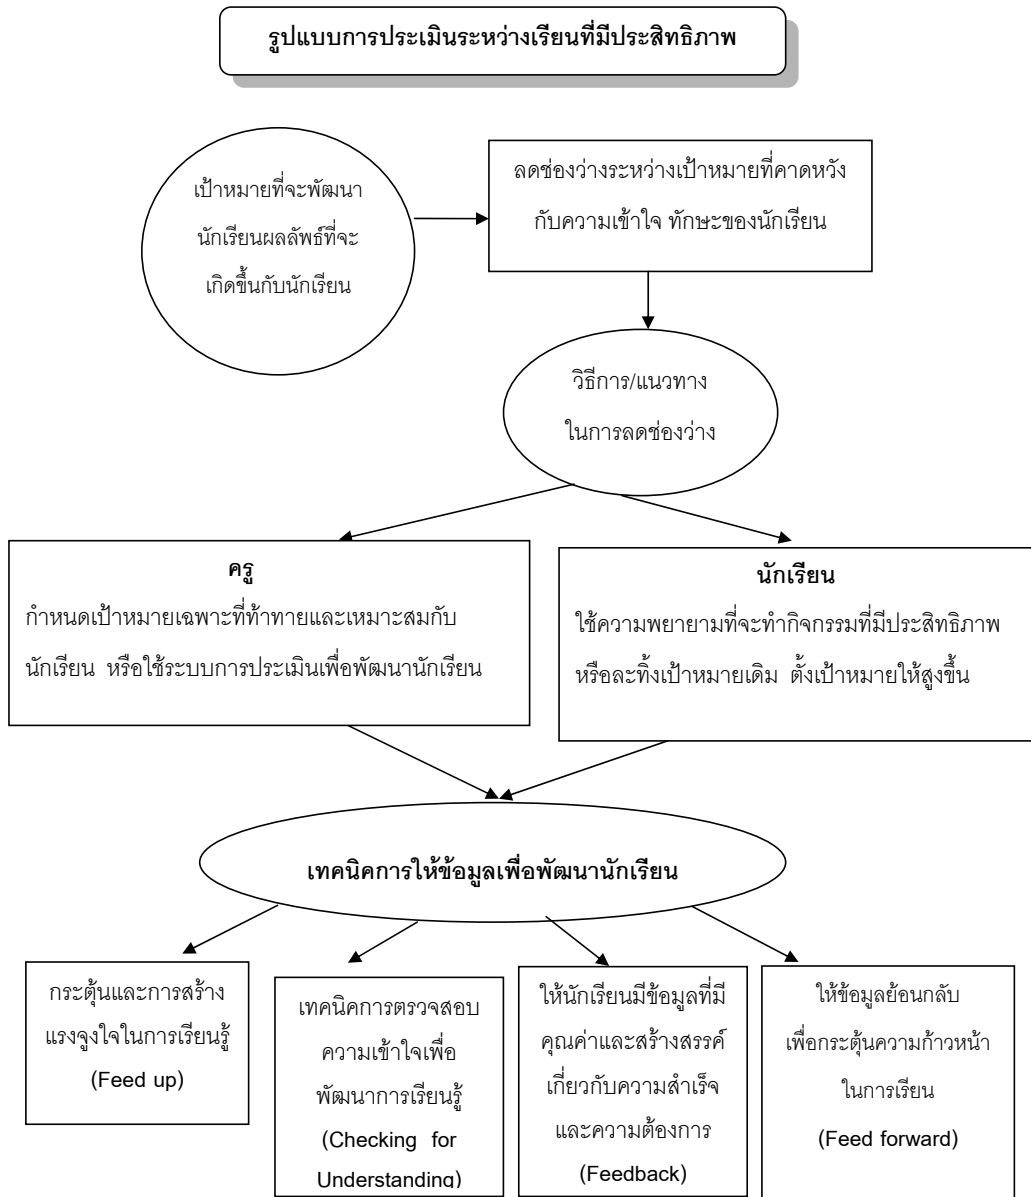 รูปแบบการประเมินระหว่างเรียนที่มีประสิทธิภาพ
เป้าหมายที่จะพัฒนา
นักเรียนผลลัพธ์ที่จะ
เกิดขึ้นกับนักเรียน
ลดช่องว่างระหว่างเป้าหมายที่คาดหวัง
กับความเข้าใจ ทักษะของนักเรียน
วิธีการ/แนวทาง
ในการลดช่องว่าง
ครู
กำหนดเป้าหมายเฉพาะที่ท้าทายและเหมาะสมกับ
นักเรียน หรือใช้ระบบการประเมินเพื่อพัฒนานักเรียน
นักเรียน
ใช้ความพยายามที่จะทำกิจกรรมที่มีประสิทธิภาพ
หรือละทิ้งเป้าหมายเดิม ตั้งเป้าหมายให้สูงขึ้น
เทคนิคการให้ข้อมูลเพื่อพัฒนานักเรียน
กระตุ้นและการสร้าง
แรงจูงใจในการเรียนรู้
(Feed up)
เทคนิคการตรวจสอบ
ความเข้าใจเพื่อ
พัฒนาการเรียนรู้
(Checking for
Understanding)
ให้นักเรียนมีข้อมูลที่มี
คุณค่าและสร้างสรรค์
เกี่ยวกับความสำเร็จ
และความต้องการ
(Feedback)
ให้ข้อมูลย้อนกลับ
เพื่อกระตุ้นความก้าวหน้า
ในการเรียน
(Feed forward)